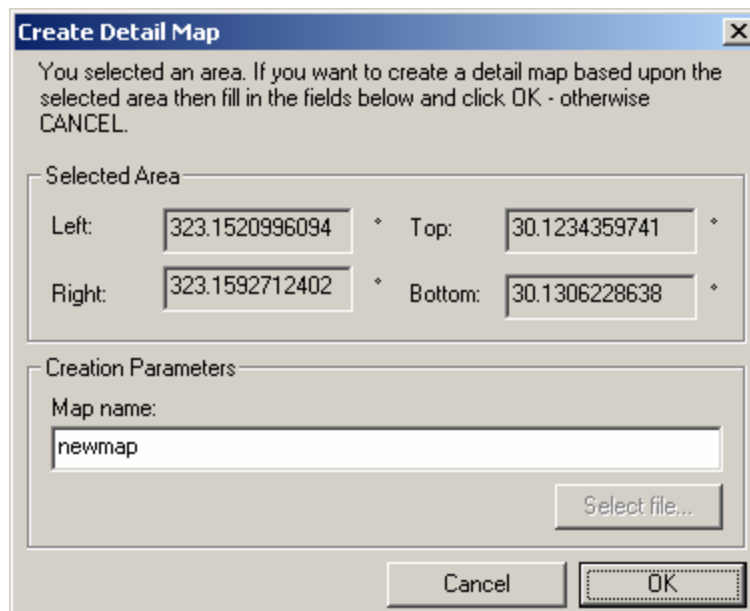 Create Detail Map
You selected an area. If you want to create a detail map based upon the
selected area then fill in the fields below and click OK - otherwise
CANCEL.
Selected Area
Left: 323.1520996094 ° Top: 30.1234359741 °
Right: 323.1592712402 ° Bottom: 30.1306228638 °
Creation Parameters
Map name:
newmap
Select file...
Cancel OK